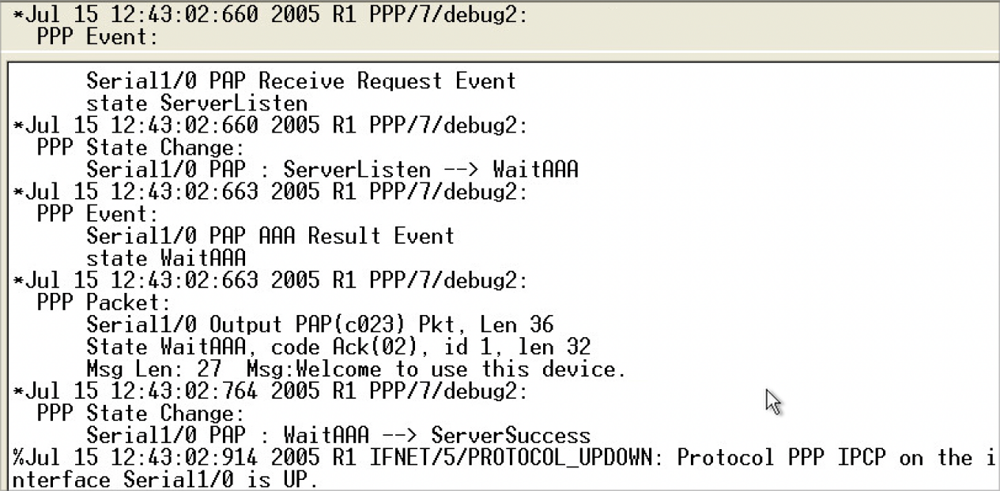 *Jul 15 12:43:02:660 2005 R1 PPP/7/debug2:
PPP Event:
Serial1/0 PAP Receive Request Event
state ServerListen
*Jul 15 12:43:02:660 2005 R1 PPP/7/debug2:
PPP State Change:
Serial1/0 PAP : ServerListen --> WaitAAA
*Jul 15 12:43:02:663 2005 R1 PPP/7/debug2:
PPP Event:
Serial1/0 PAP AAA Result Event
state WaitAAA
*Jul 15 12:43:02:663 2005 R1 PPP/7/debug2:
PPP Packet:
Serial1/0 Output PAP(c023) Pkt, Len 36
State WaitAAA, code Ack(02), id 1, len 32
Msg Len: 27  Msg:Welcome to use this device.
*Jul 15 12:43:02:764 2005 R1 PPP/7/debug2:
PPP State Change:
Serial1/0 PAP : WaitAAA --> ServerSuccess
%Jul 15 12:43:02:914 2005 R1 IFNET/5/PROTOCOL_UPDOWN: Protocol PPP IPCP on the i
nterface Serial1/0 is UP.